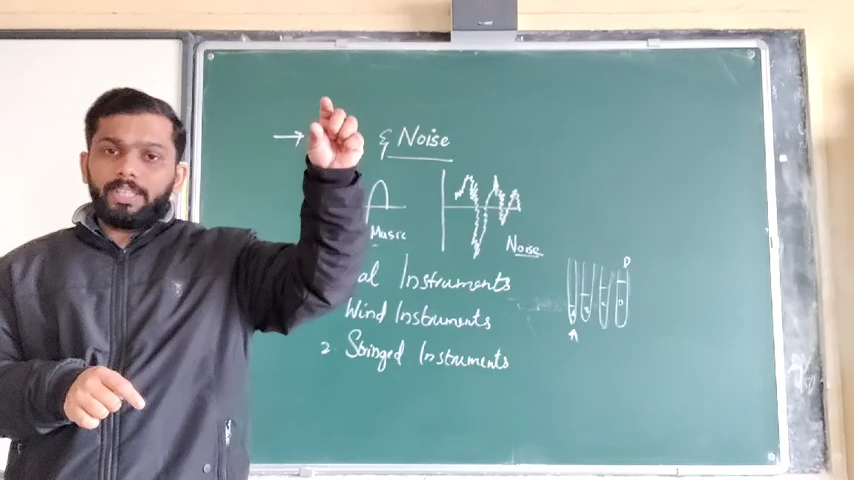 → & Noise
Music
Noise
D
al Instruments
Wind Instruments
A
2. Stringed Instruments